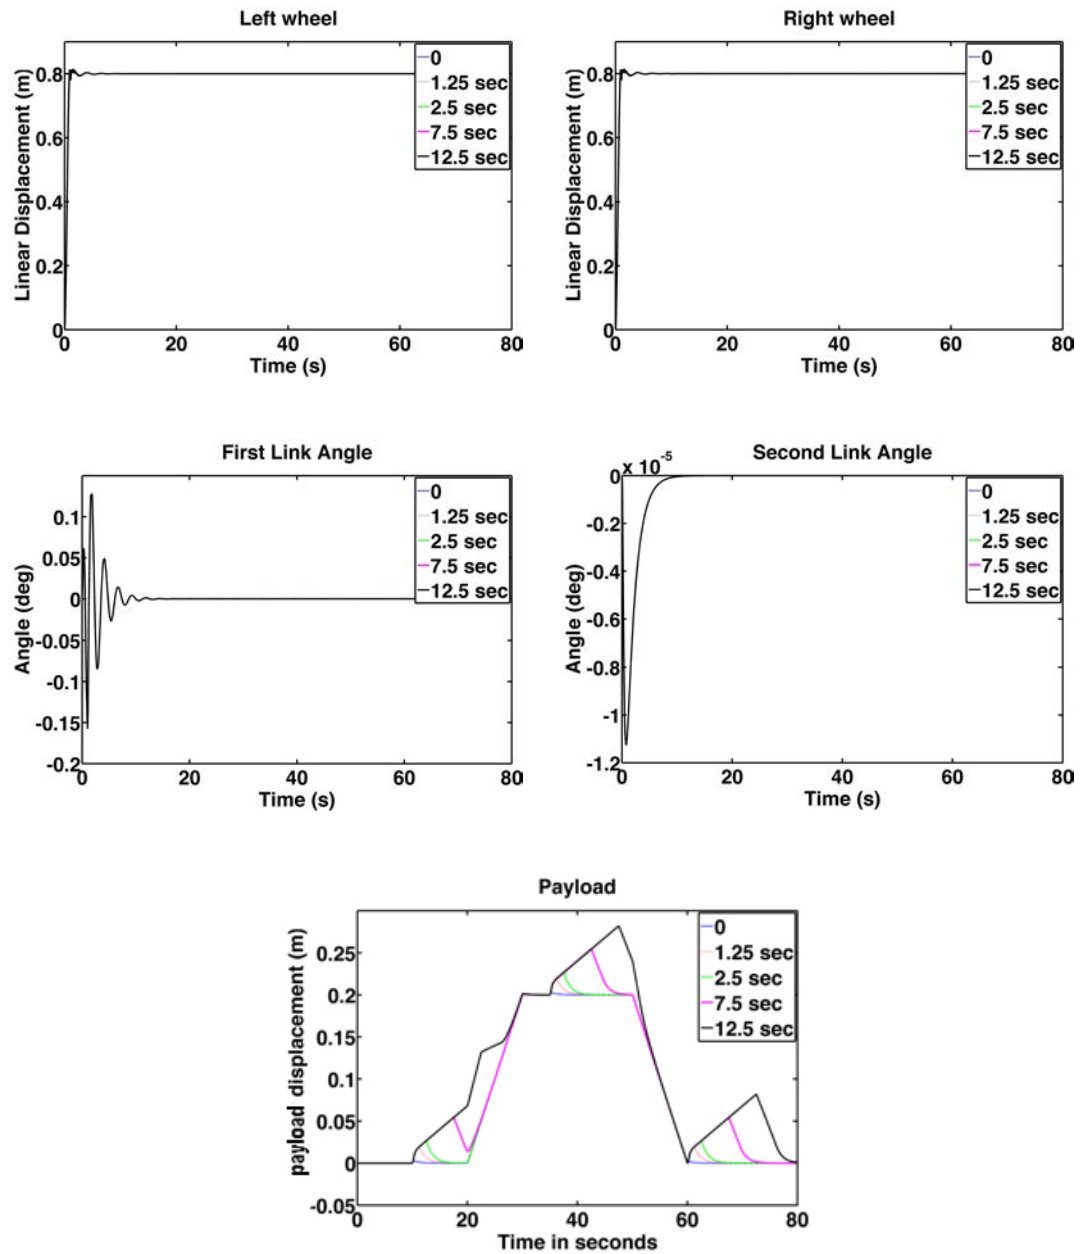 Left wheel
Linear Displacement (m)
0.8
0.6
0.4
0.2
0
0 20 40 60 80
Time (s)
0
1.25 sec
2.5 sec
7.5 sec
12.5 sec
Right wheel
Linear Displacement (m)
0.8
0.6
0.4
0.2
0
0 20 40 60 80
Time (s)
0
1.25 sec
2.5 sec
7.5 sec
12.5 sec
First Link Angle
Angle (deg)
0.1
0.05
0
-0.05
-0.1
-0.15
-0.2
0 20 40 60 80
Time (s)
0
1.25 sec
2.5 sec
7.5 sec
12.5 sec
Second Link Angle
x 10-5
Angle (deg)
0
-0.2
-0.4
-0.6
-0.8
-1
-1.2
0 20 40 60 80
Time (s)
0
1.25 sec
2.5 sec
7.5 sec
12.5 sec
Payload
payload displacement (m)
0.25
0.2
0.15
0.1
0.05
0
-0.05
0 20 40 60 80
Time in seconds
0
1.25 sec
2.5 sec
7.5 sec
12.5 sec